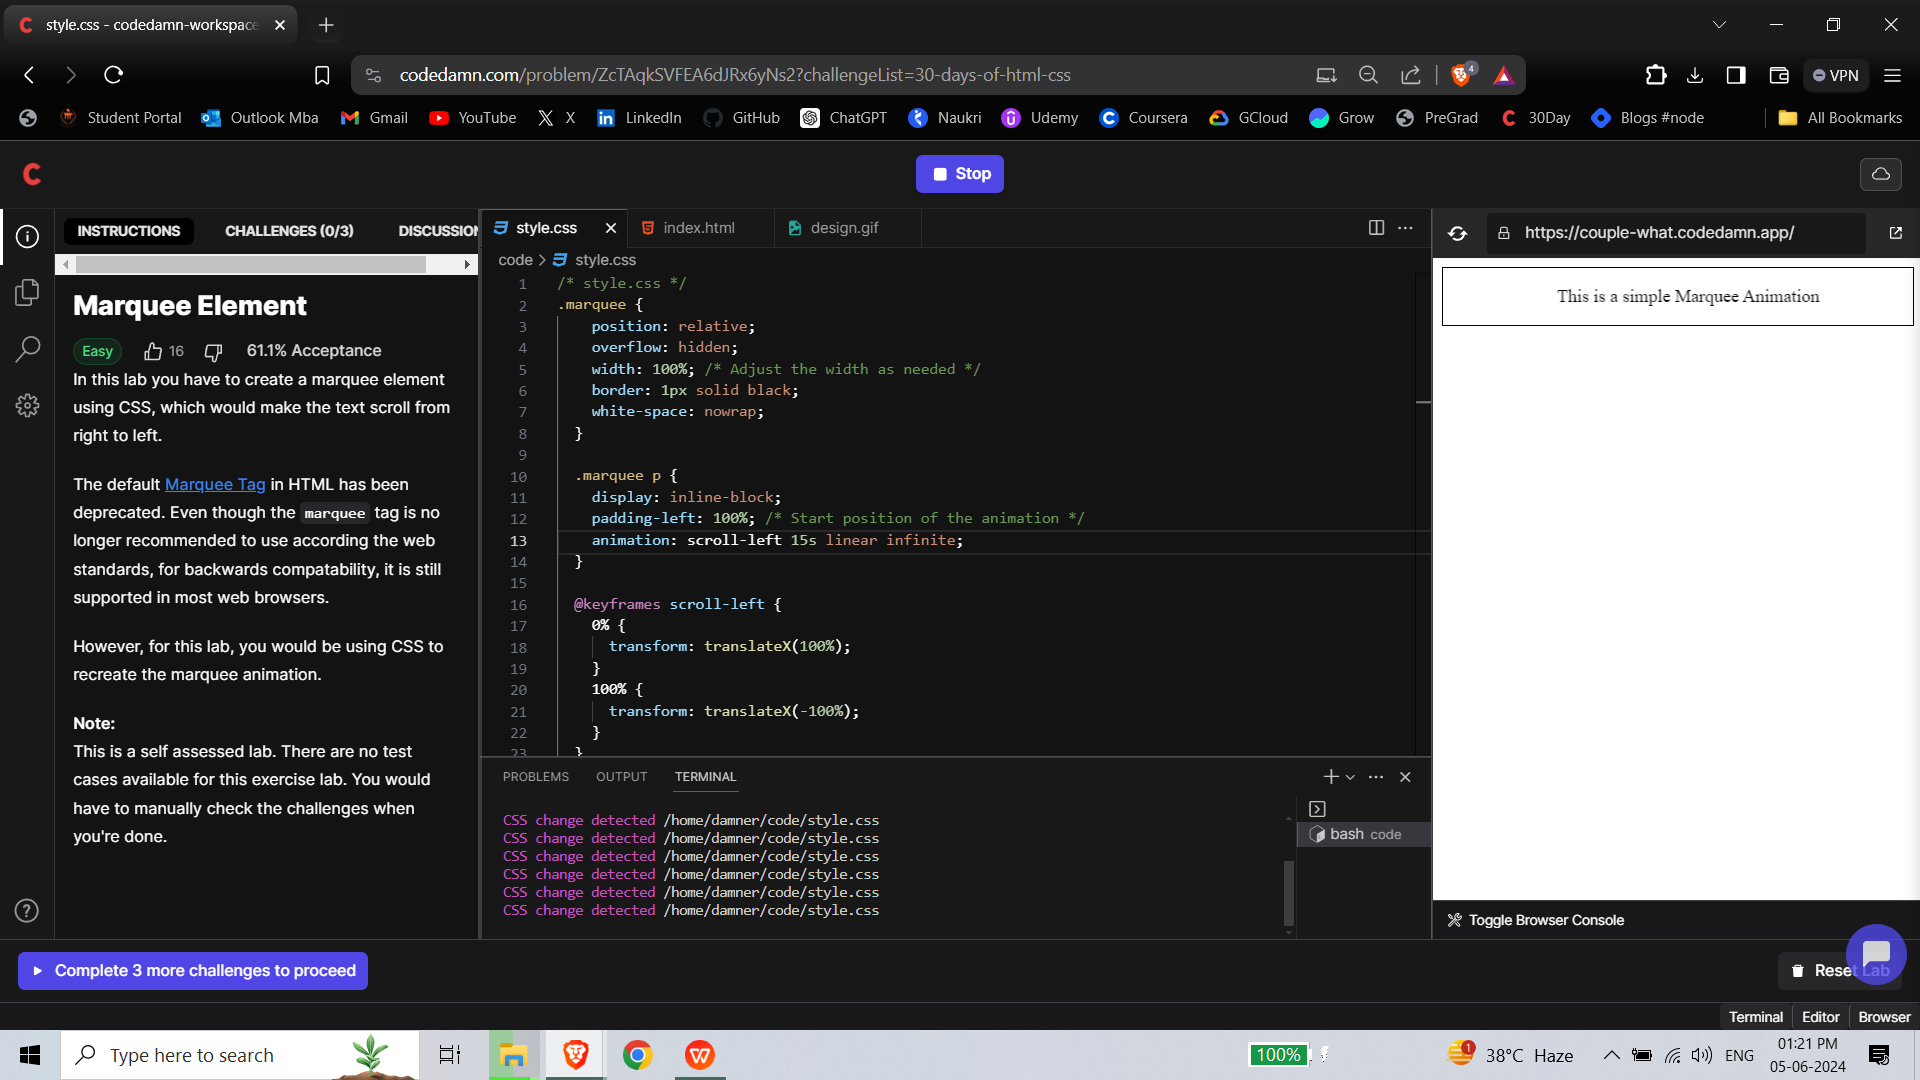 style.css - codedamn-workspace
codedamn.com/problem/ZcTAqkSVFEA6dJRx6yNs2?challengeList=30-days-of-html-css
4
VPN
Student Portal
Outlook Mba
Gmail
YouTube
X
LinkedIn
GitHub
ChatGPT
Naukri
Udemy
Coursera
GCloud
Grow
PreGrad
30Day
Blogs #node
All Bookmarks
Stop
INSTRUCTIONS
CHALLENGES (0/3)
DISCUSSION
Marquee Element
Easy
16
61.1% Acceptance
In this lab you have to create a marquee element
using CSS, which would make the text scroll from
right to left.
The default Marquee Tag in HTML has been
deprecated. Even though the marquee tag is no
longer recommended to use according the web
standards, for backwards compatability, it is still
supported in most web browsers.
However, for this lab, you would be using CSS to
recreate the marquee animation.
Note:
This is a self assessed lab. There are no test
cases available for this exercise lab. You would
have to manually check the challenges when
you're done.
style.css
index.html
design.gif
code > style.css
1 /* style.css */
2 .marquee {
3 position: relative;
4 overflow: hidden;
5 width: 100%; /* Adjust the width as needed */
6 border: 1px solid black;
7 white-space: nowrap;
8 }
9
10 .marquee p {
11 display: inline-block;
12 padding-left: 100%; /* Start position of the animation */
13 animation: scroll-left 15s linear infinite;
14 }
15
16 @keyframes scroll-left {
17 0% {
18 transform: translateX(100%);
19 }
20 100% {
21 transform: translateX(-100%);
22 }
23 }
PROBLEMS
OUTPUT
TERMINAL
CSS change detected /home/damner/code/style.css
CSS change detected /home/damner/code/style.css
CSS change detected /home/damner/code/style.css
CSS change detected /home/damner/code/style.css
CSS change detected /home/damner/code/style.css
CSS change detected /home/damner/code/style.css
bash code
https://couple-what.codedamn.app/
This is a simple Marquee Animation
Toggle Browser Console
Complete 3 more challenges to proceed
Reset Lab
Terminal
Editor
Browser
Type here to search
100%
1
38°C Haze
ENG
01:21 PM
05-06-2024